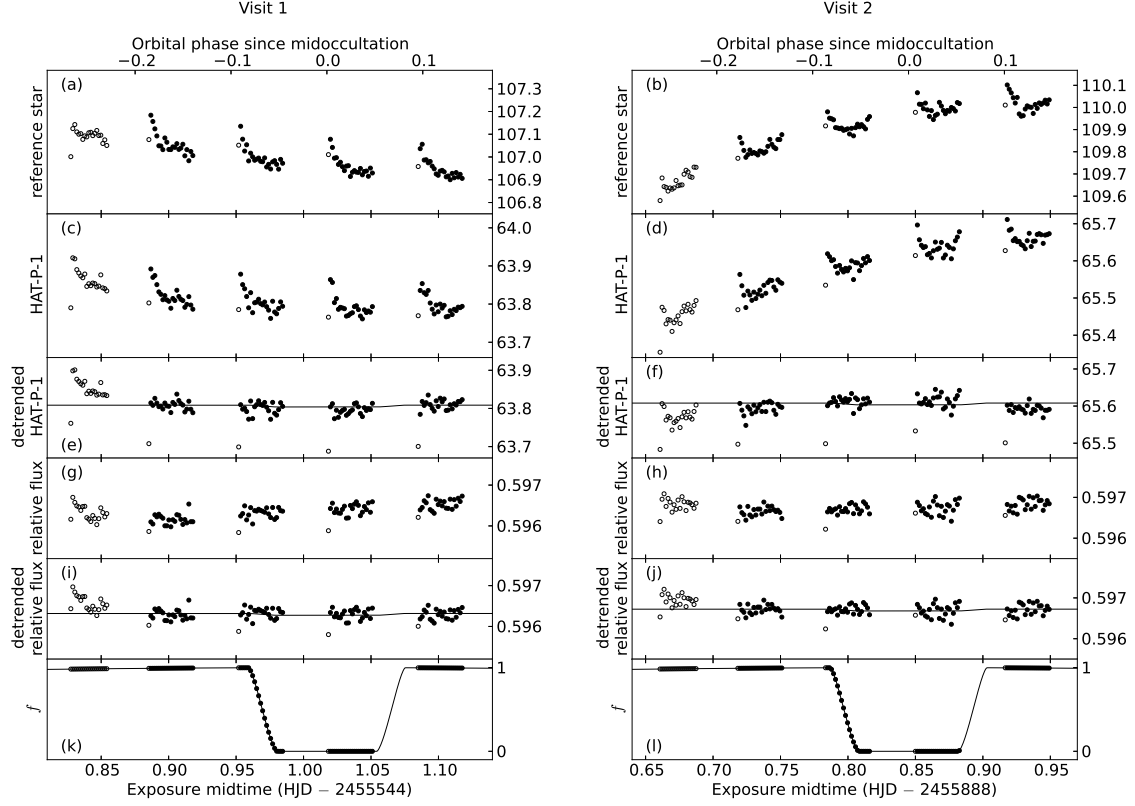 Visit 1
Visit 2
Orbital phase since midoccultation
Orbital phase since midoccultation
−0.2 −0.1 0.0 0.1
−0.2 −0.1 0.0 0.1
(a)
reference star
107.3
107.2
107.1
107.0
106.9
106.8
(b)
reference star
110.1
110.0
109.9
109.8
109.7
109.6
(c)
HAT-P-1
64.0
63.9
63.8
63.7
(d)
HAT-P-1
65.7
65.6
65.5
65.4
(e)
detrended
HAT-P-1
63.9
63.8
63.7
(f)
detrended
HAT-P-1
65.7
65.6
65.5
(g)
relative flux
0.597
0.596
(h)
relative flux
0.597
0.596
(i)
detrended
relative flux
0.597
0.596
(j)
detrended
relative flux
0.597
0.596
(k)
f
1
0
(l)
f
1
0
0.85 0.90 0.95 1.00 1.05 1.10
0.65 0.70 0.75 0.80 0.85 0.90 0.95
Exposure midtime (HJD − 2455544)
Exposure midtime (HJD − 2455888)